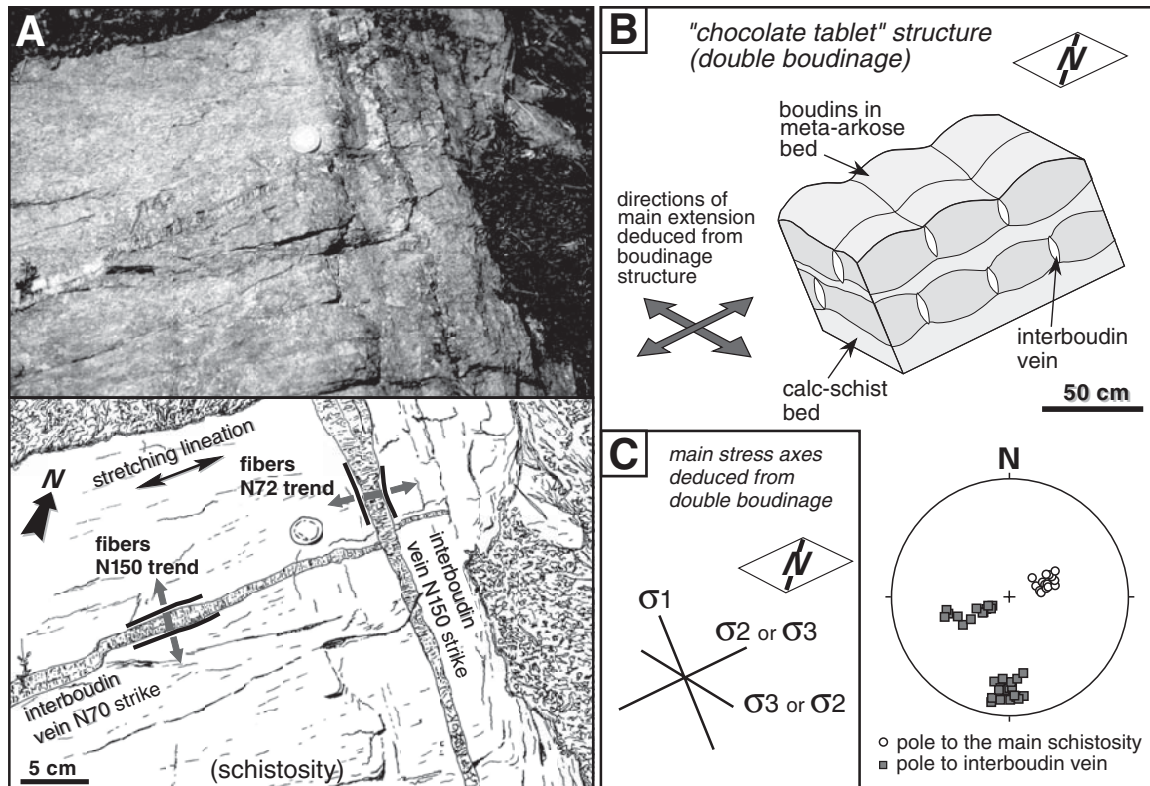 A
N
stretching lineation
fibers
N72 trend
fibers
N150 trend
interboudin
vein N150 strike
interboudin
vein N70 strike
5 cm
(schistosity)
B
"chocolate tablet" structure
(double boudinage)
N
boudins in
meta-arkose
bed
directions of
main extension
deduced from
boudinage
structure
interboudin
vein
calc-schist
bed
50 cm
C
main stress axes
deduced from
double boudinage
N
σ1
σ2 or σ3
σ3 or σ2
N
pole to the main schistosity
pole to interboudin vein